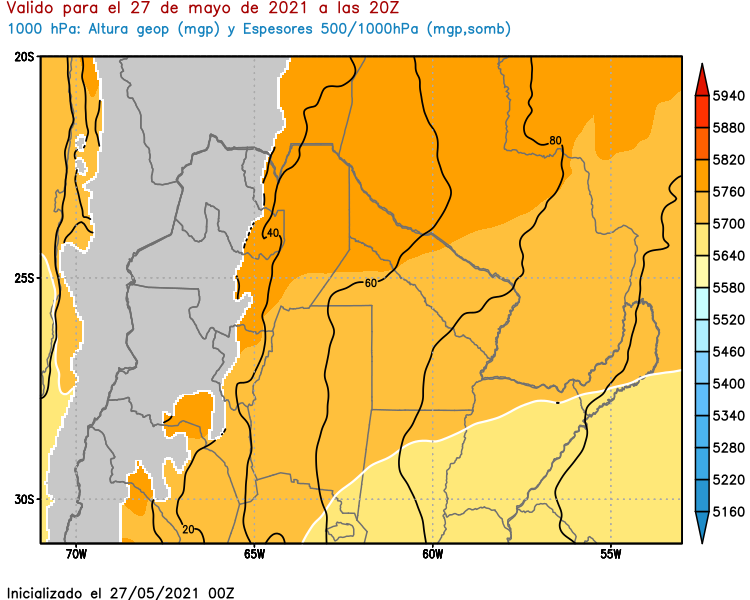 Valido para el 27 de mayo de 2021 a las 20Z
1000 hPa: Altura geop (mgp) y Espesores 500/1000hPa (mgp,somb)
20S
25S
30S
70W
65W
60W
55W
80
40
60
20
5940
5880
5820
5760
5700
5640
5580
5520
5460
5400
5340
5280
5220
5160
Inicializado el 27/05/2021 00Z